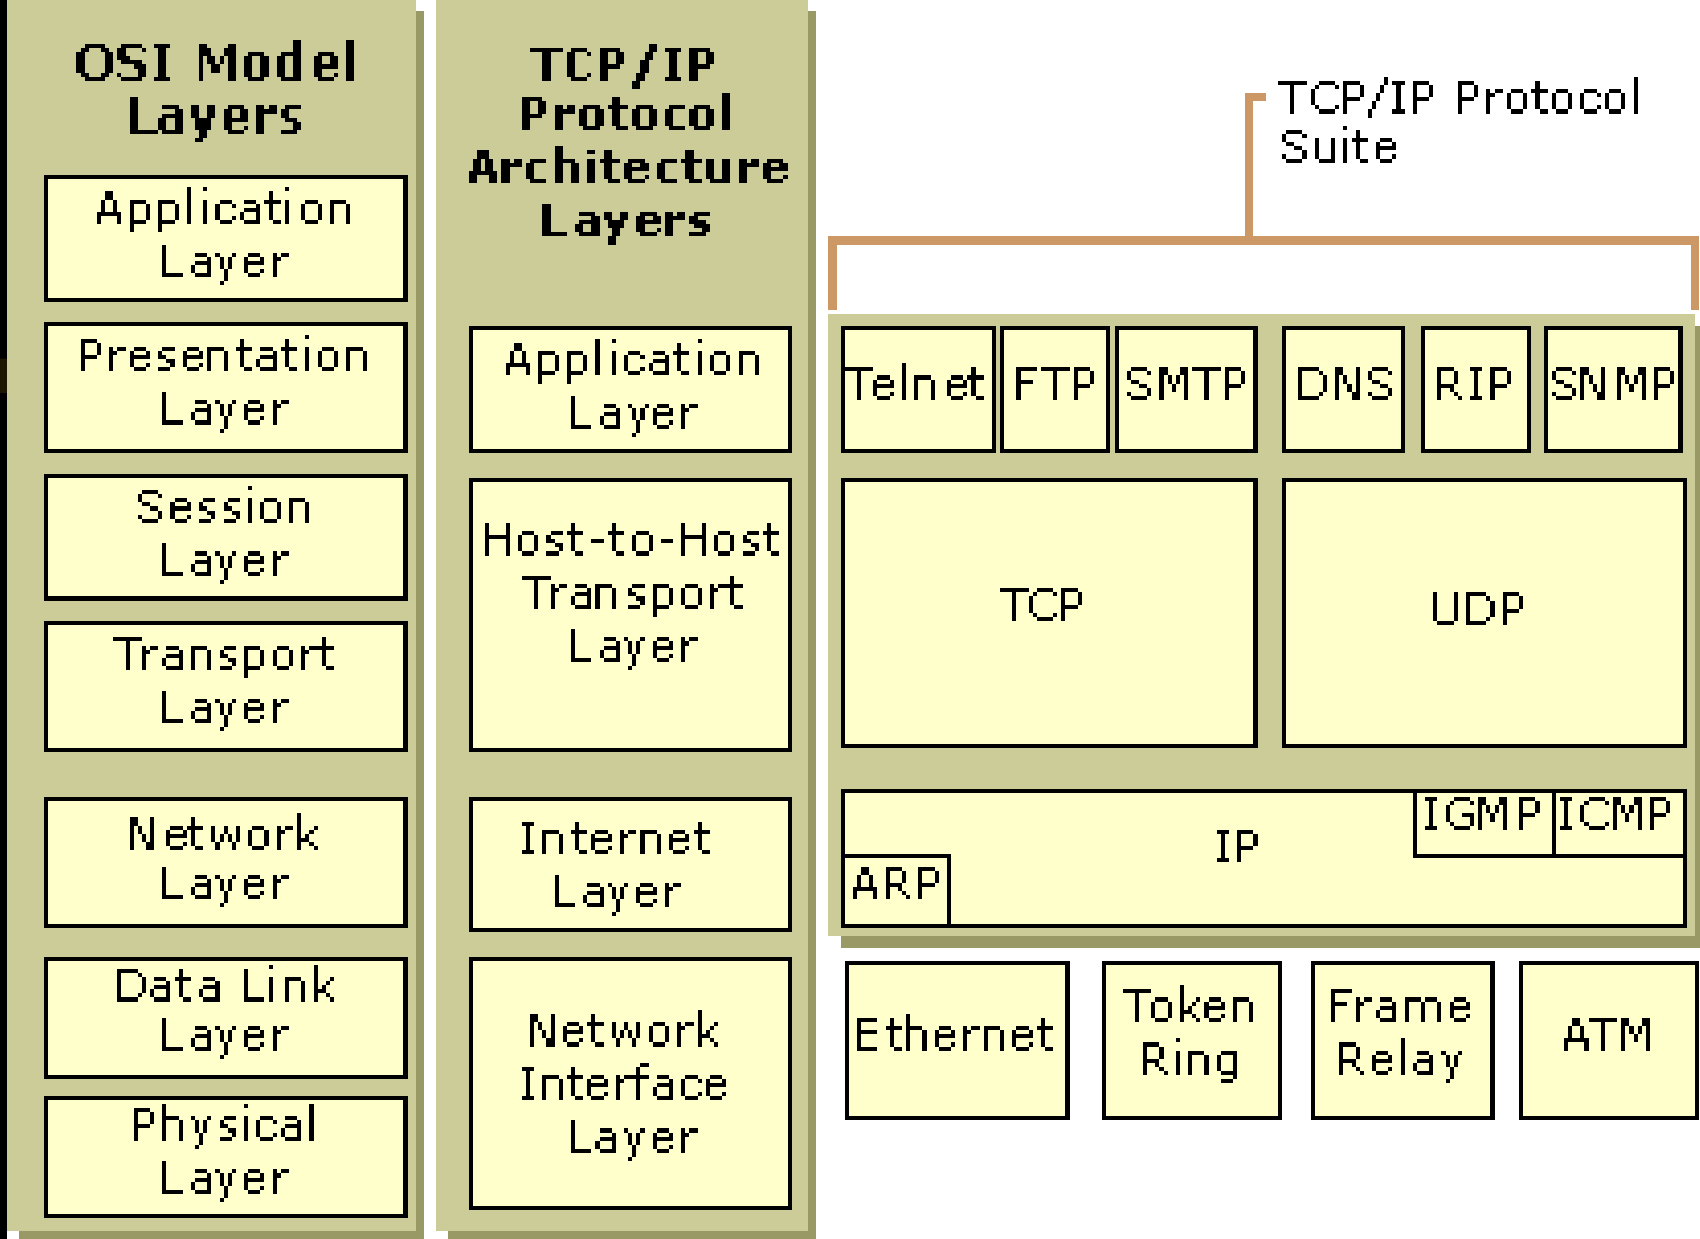 OSI Model
Layers
Application
Layer
Presentation
Layer
Session
Layer
Transport
Layer
Network
Layer
Data Link
Layer
Physical
Layer
TCP/IP
Protocol
Architecture
Layers
Application
Layer
Host-to-Host
Transport
Layer
Internet
Layer
Network
Interface
Layer
TCP/IP Protocol
Suite
Telnet
FTP
SMTP
DNS
RIP
SNMP
TCP
UDP
IP
IGMP
ICMP
ARP
Ethernet
Token
Ring
Frame
Relay
ATM